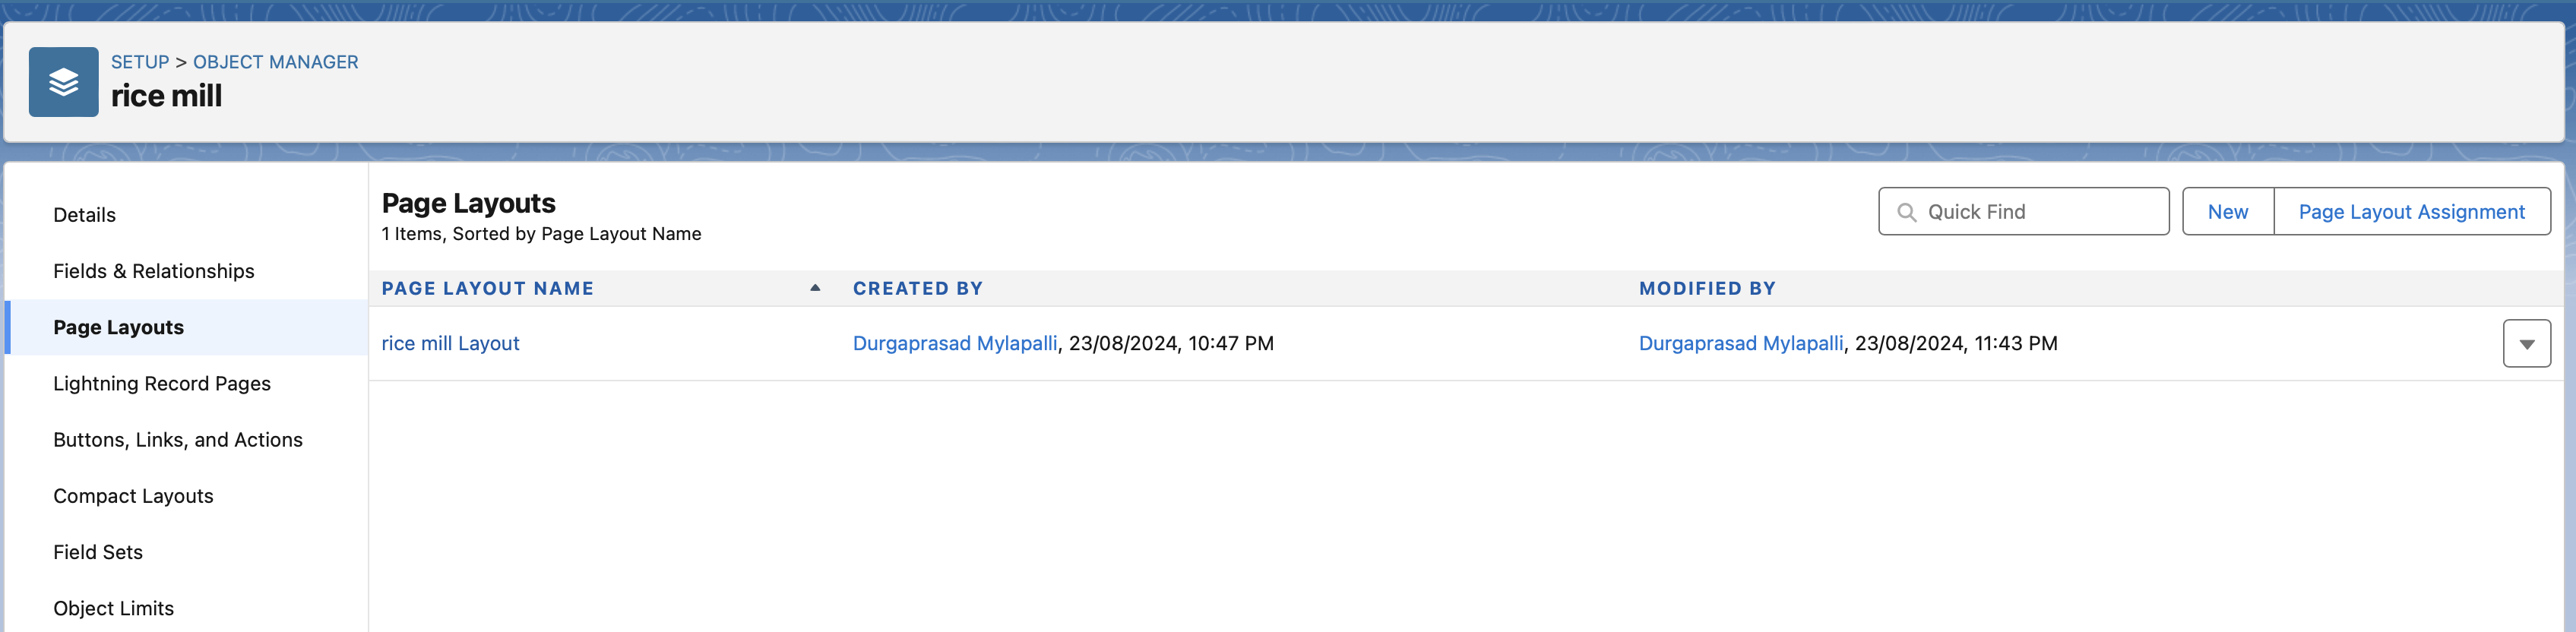 SETUP > OBJECT MANAGER
rice mill
Details
Fields & Relationships
Page Layouts
Lightning Record Pages
Buttons, Links, and Actions
Compact Layouts
Field Sets
Object Limits
Page Layouts
1 Items, Sorted by Page Layout Name
Quick Find
New
Page Layout Assignment
PAGE LAYOUT NAME CREATED BY MODIFIED BY
rice mill Layout Durgaprasad Mylapalli, 23/08/2024, 10:47 PM Durgaprasad Mylapalli, 23/08/2024, 11:43 PM